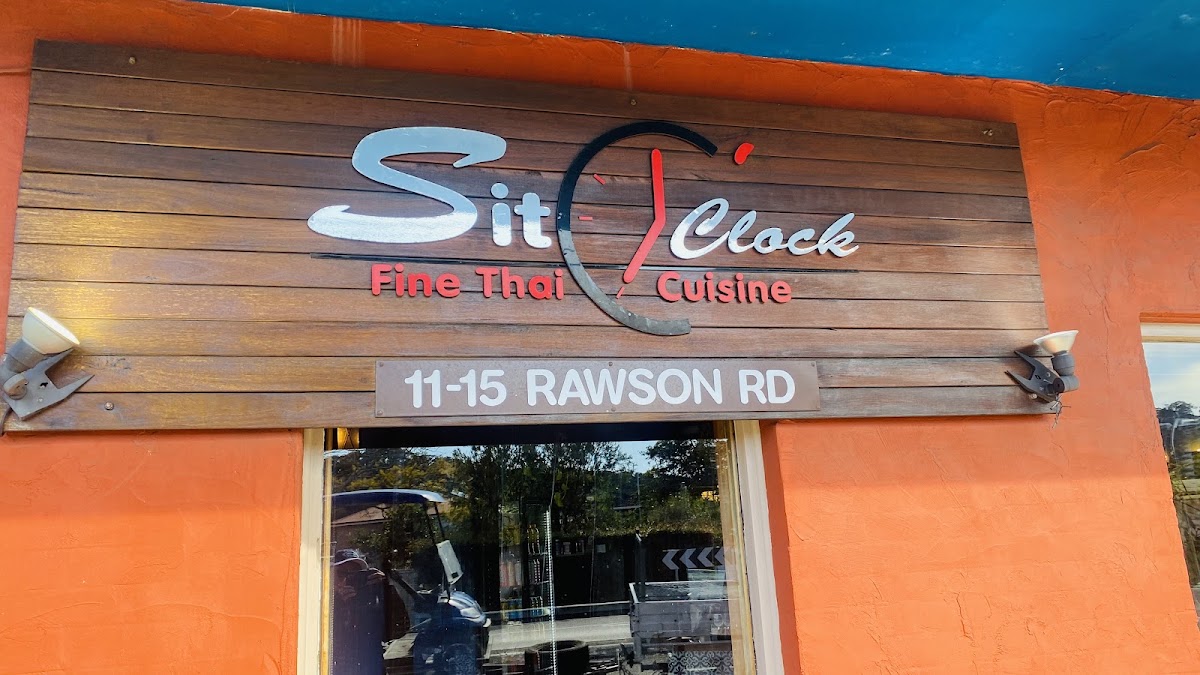 Sit O'Clock
Fine Thai Cuisine
11-15 RAWSON RD